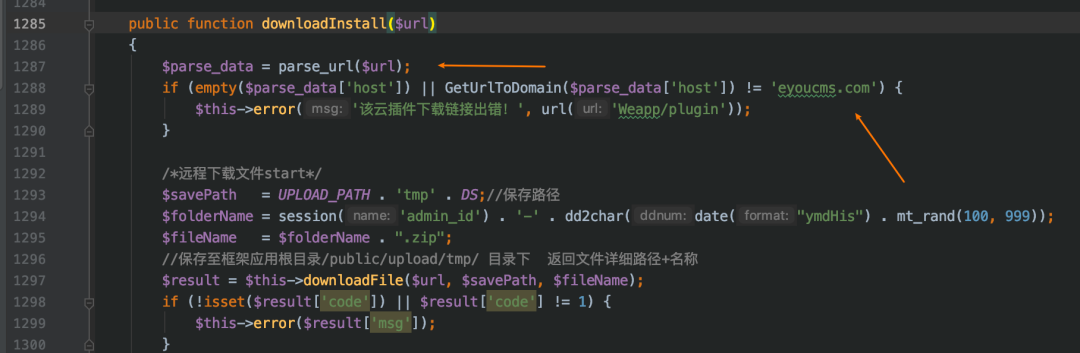 1284
1285 public function downloadInstall($url)
1286 {
1287 $parse_data = parse_url($url);
1288 if (empty($parse_data['host']) || GetUrlToDomain($parse_data['host']) != 'eyoucms.com') {
1289 $this->error( msg: '该云插件下载链接出错! ', url( url: 'Weapp/plugin'));
1290 }
1291
1292 /*远程下载文件start*/
1293 $savePath = UPLOAD_PATH . 'tmp' . DS;//保存路径
1294 $folderName = session( name: 'admin_id') . '-' . dd2char( ddnum: date( format: "ymdHis") . mt_rand(100, 999));
1295 $fileName = $folderName . ".zip";
1296 //保存至框架应用根目录/public/upload/tmp/ 目录下 返回文件详细路径+名称
1297 $result = $this->downloadFile($url, $savePath, $fileName);
1298 if (!isset($result['code']) || $result['code'] != 1) {
1299 $this->error($result['msg']);
1300 }